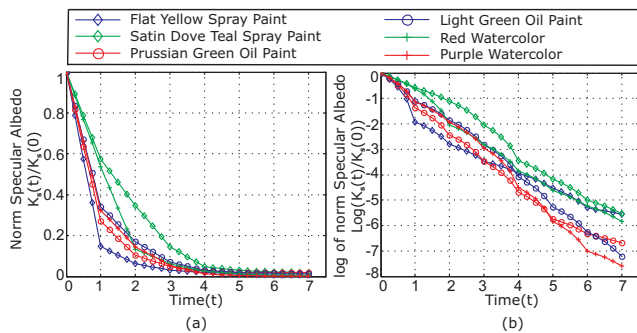 Flat Yellow Spray Paint
Satin Dove Teal Spray Paint
Prussian Green Oil Paint
Light Green Oil Paint
Red Watercolor
Purple Watercolor
Norm Specular Albedo
Kₛ(t)/Kₛ(0)
1
0.8
0.6
0.4
0.2
0
0 1 2 3 4 5 6 7
Time(t)
(a)
log of norm Specular Albedo
Log(Kₛ(t)/Kₛ(0))
0
-1
-2
-3
-4
-5
-6
-7
-8
0 1 2 3 4 5 6 7
Time(t)
(b)